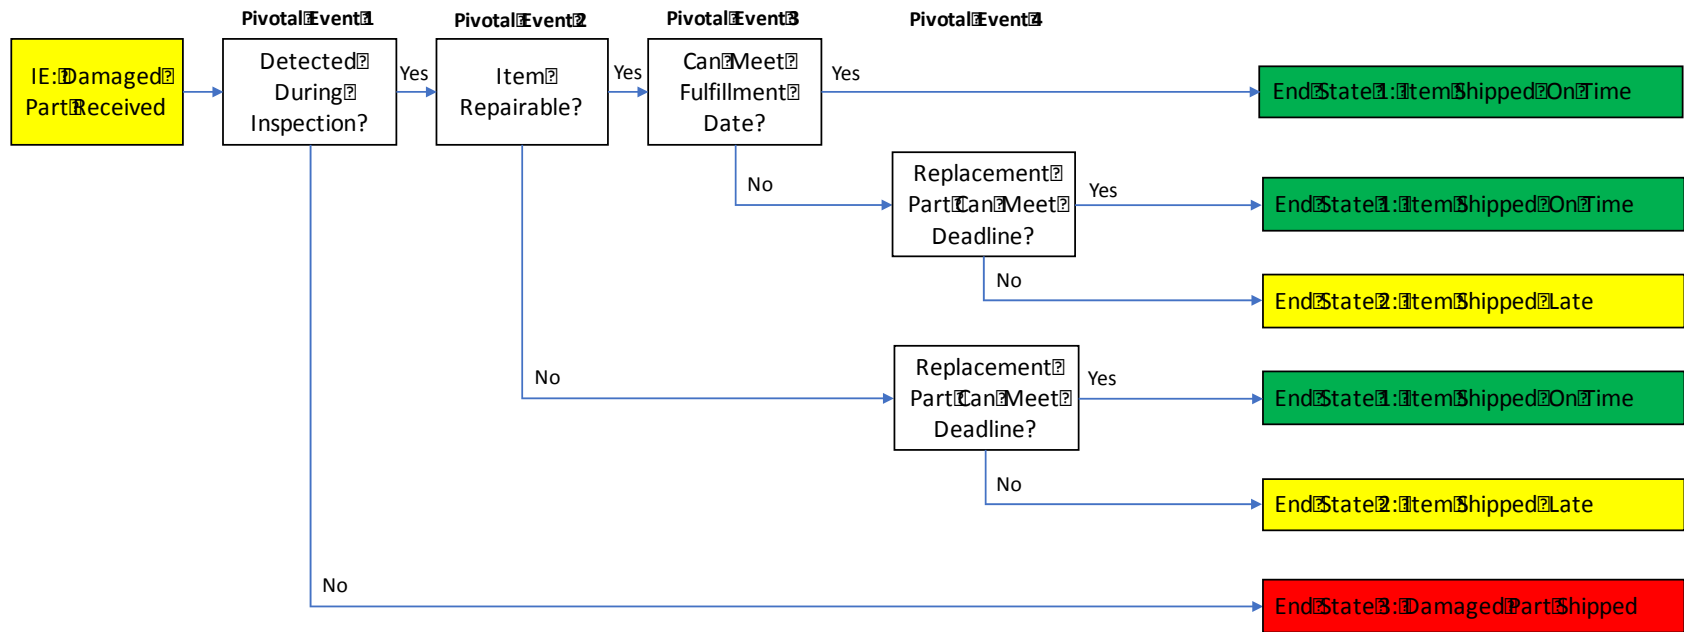 Pivotal Event 1
Pivotal Event 2
Pivotal Event 3
Pivotal Event 4
IE: Damaged
Part Received
Detected
During
Inspection?
Yes
Item
Repairable?
Yes
Can Meet
Fulfillment
Date?
Yes
End State 1: Item Shipped On Time
No
Replacement
Part Can Meet
Deadline?
Yes
End State 1: Item Shipped On Time
No
End State 2: Item Shipped Late
No
Replacement
Part Can Meet
Deadline?
Yes
End State 1: Item Shipped On Time
No
End State 2: Item Shipped Late
No
End State 3: Damaged Part Shipped